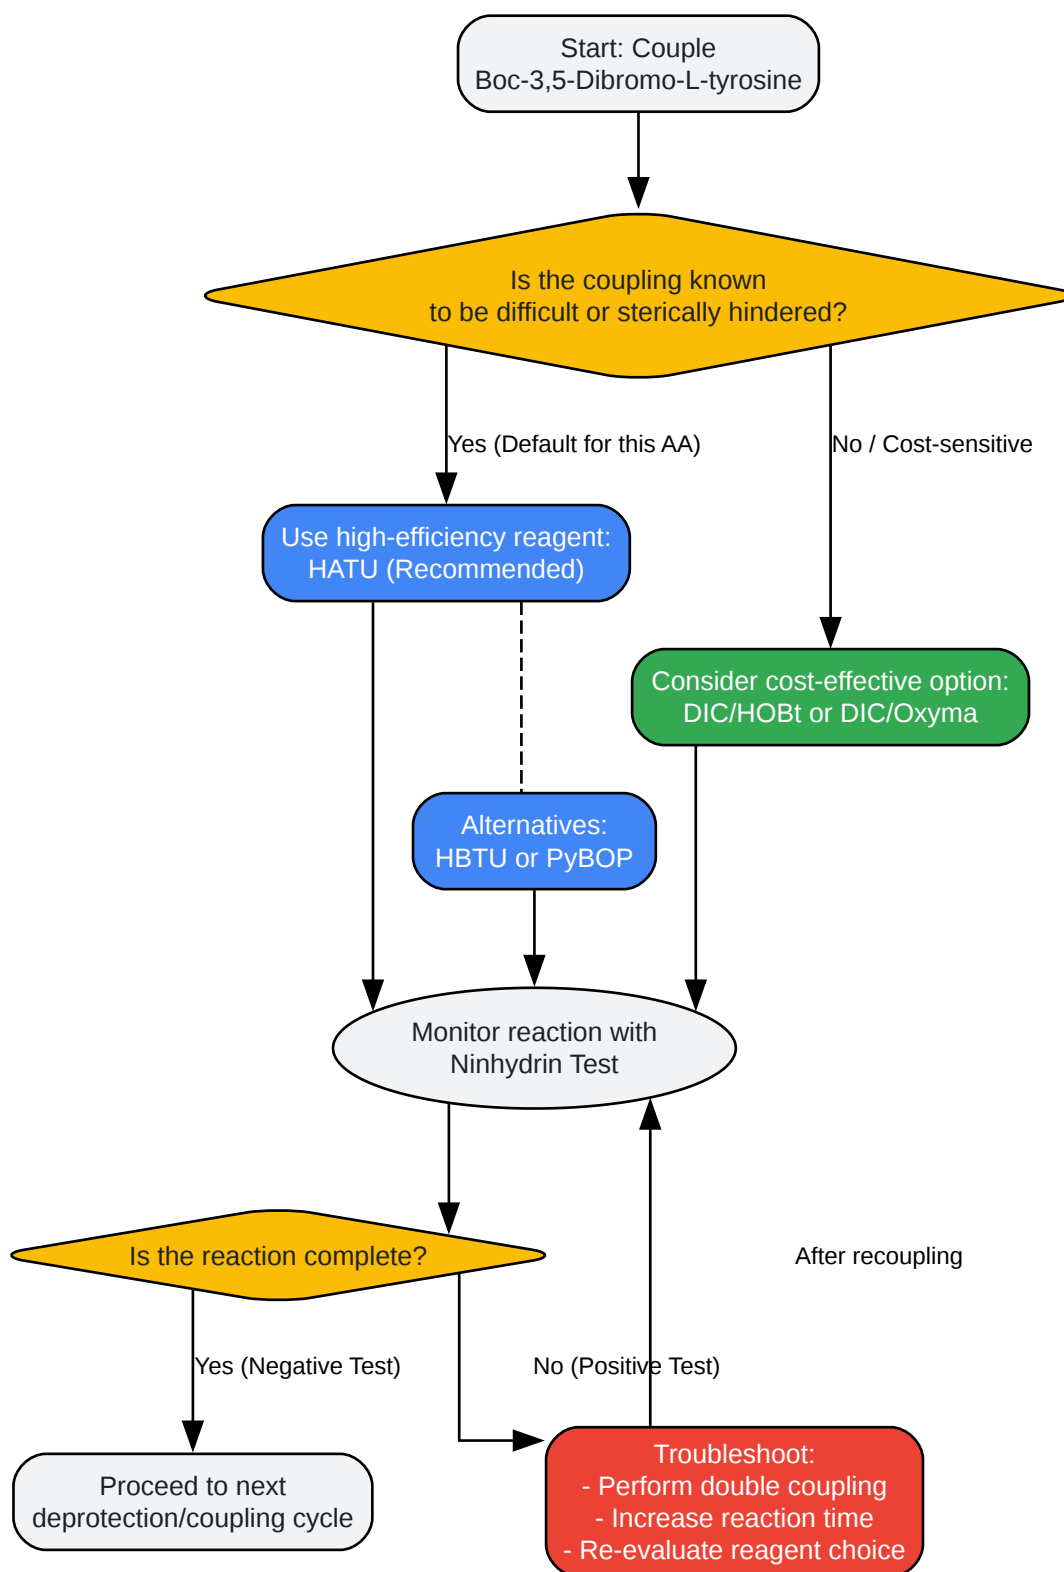 Start: Couple
Boc-3,5-Dibromo-L-tyrosine
Is the coupling known
to be difficult or sterically hindered?
Yes (Default for this AA)
No / Cost-sensitive
Use high-efficiency reagent:
HATU (Recommended)
Consider cost-effective option:
DIC/HOBt or DIC/Oxyma
Alternatives:
HBTU or PyBOP
Monitor reaction with
Ninhydrin Test
Is the reaction complete?
After recoupling
Yes (Negative Test)
No (Positive Test)
Proceed to next
deprotection/coupling cycle
Troubleshoot:
- Perform double coupling
- Increase reaction time
- Re-evaluate reagent choice